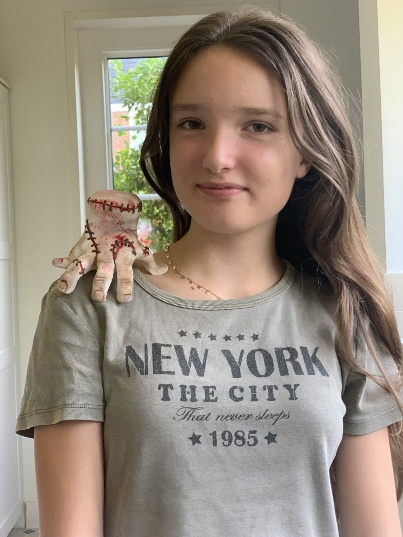 NEW YORK
THE CITY
That never sleeps
1985